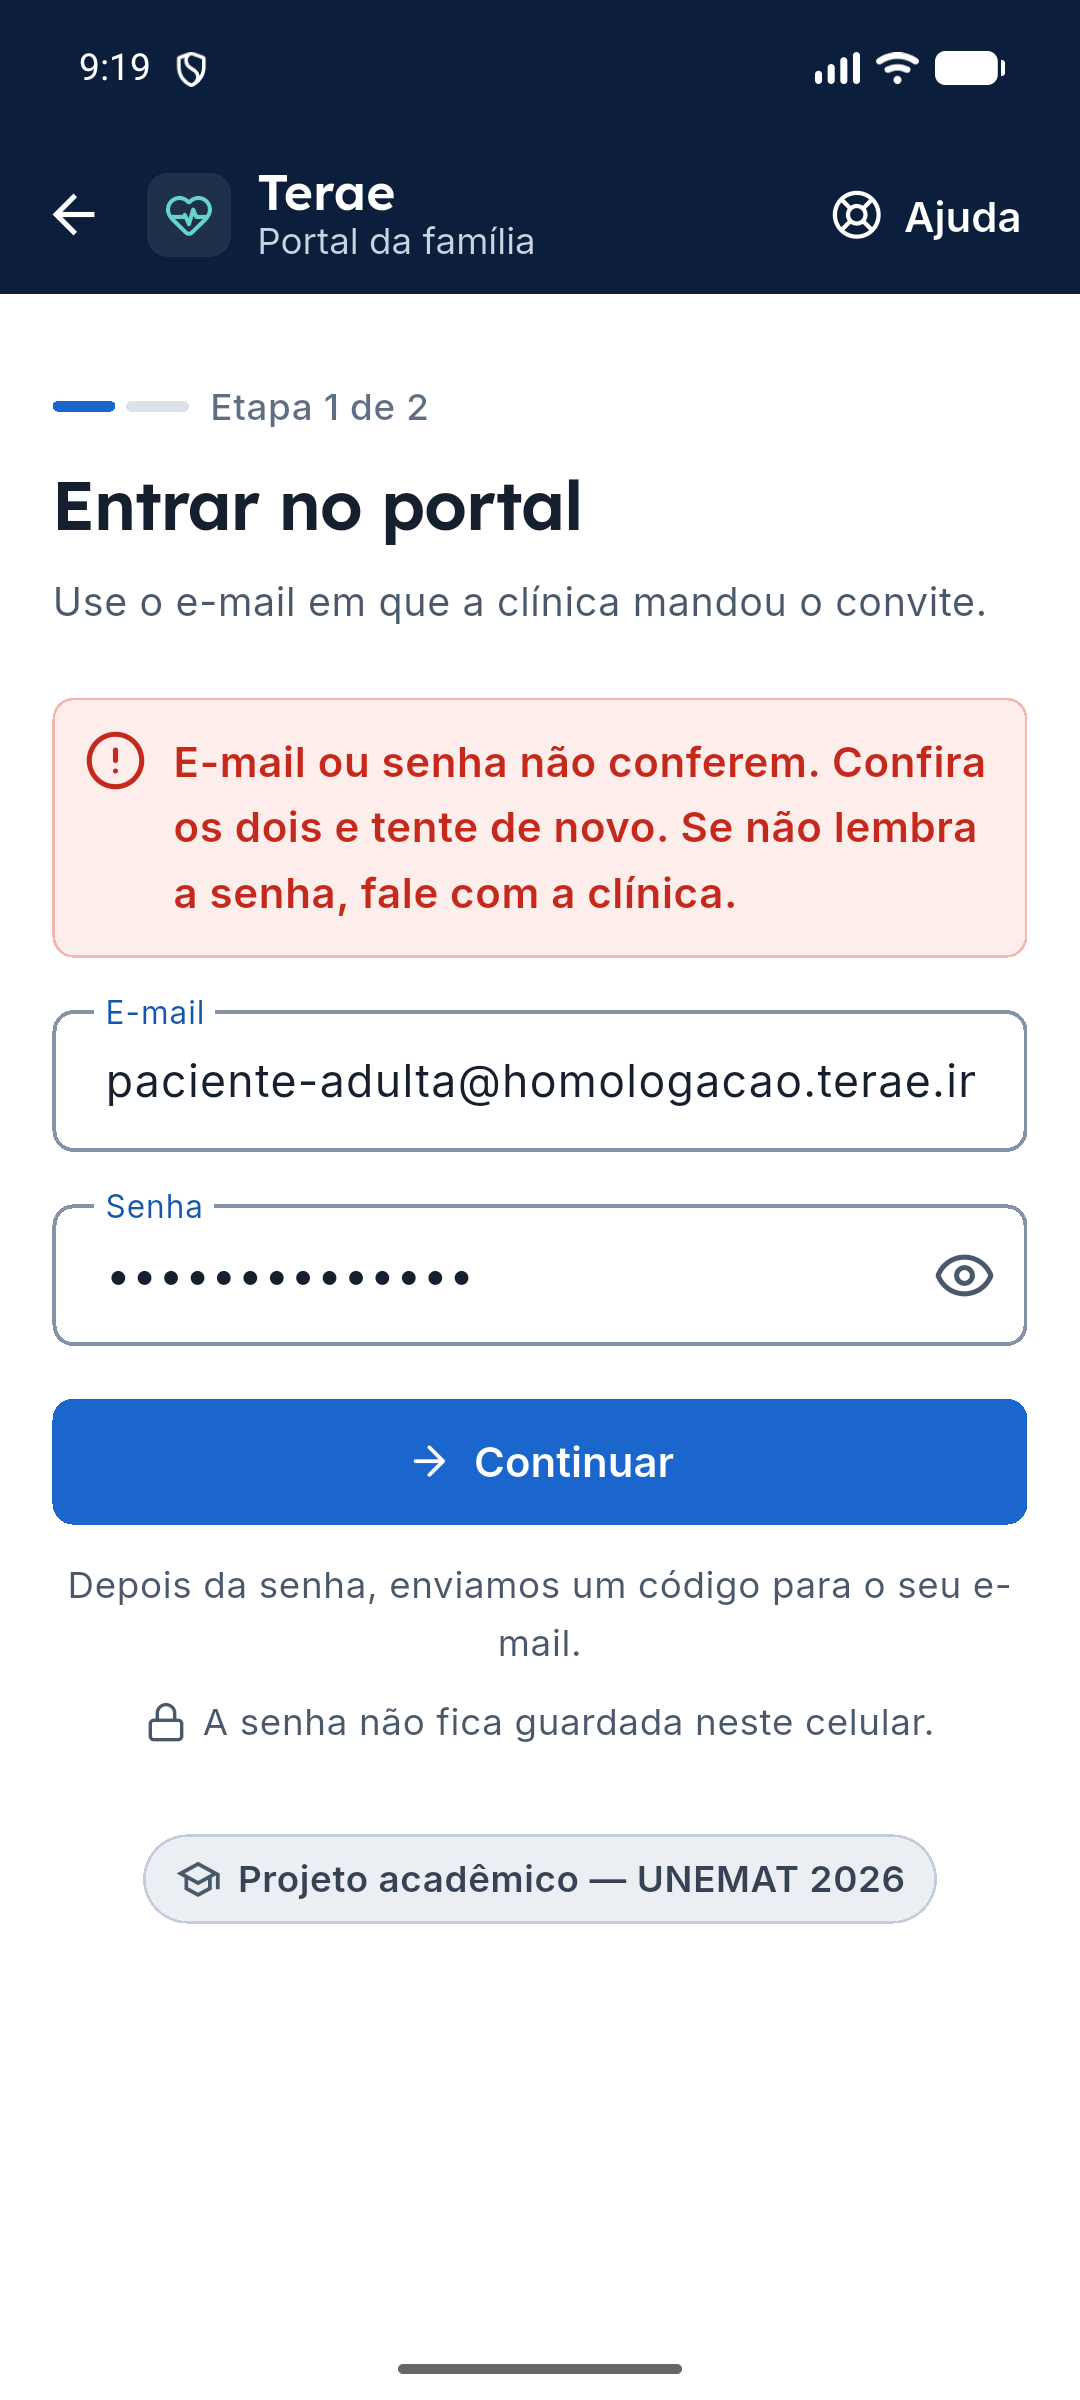 9:19
Terae
Portal da família
Ajuda
Etapa 1 de 2
Entrar no portal
Use o e-mail em que a clínica mandou o convite.
E-mail ou senha não conferem. Confira
os dois e tente de novo. Se não lembra
a senha, fale com a clínica.
E-mail
paciente-adulta@homologacao.terae.ir
Senha
••••••••••••••
Continuar
Depois da senha, enviamos um código para o seu e-
mail.
A senha não fica guardada neste celular.
Projeto acadêmico — UNEMAT 2026